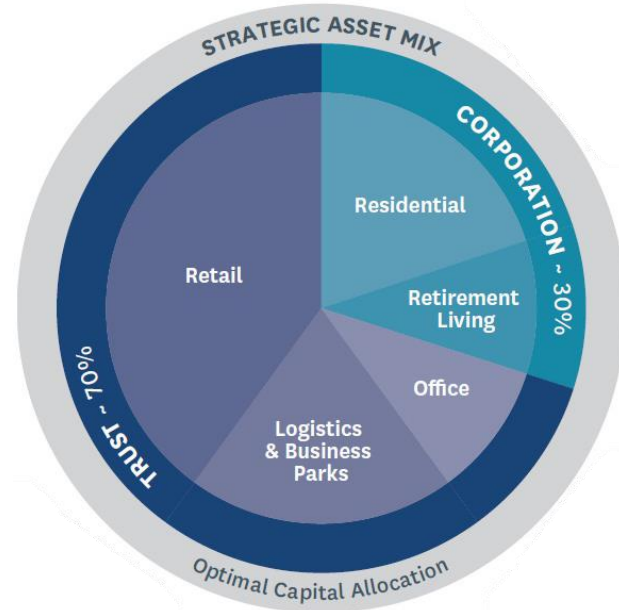 STRATEGIC ASSET MIX
CORPORATION ~ 30%
Residential
Retail
Retirement
Living
Office
Logistics
& Business
Parks
TRUST ~ 70%
Optimal Capital Allocation